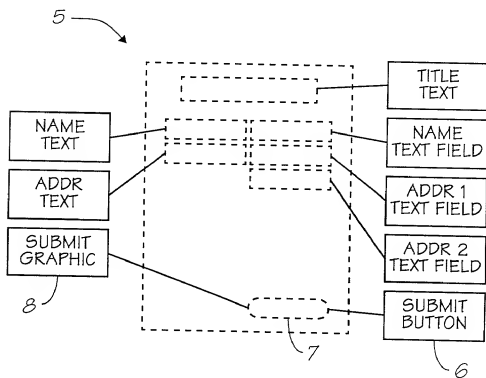 5
TITLE
TEXT
NAME
TEXT
NAME
TEXT FIELD
ADDR
TEXT
ADDR 1
TEXT FIELD
SUBMIT
GRAPHIC
ADDR 2
TEXT FIELD
8
SUBMIT
BUTTON
7
6